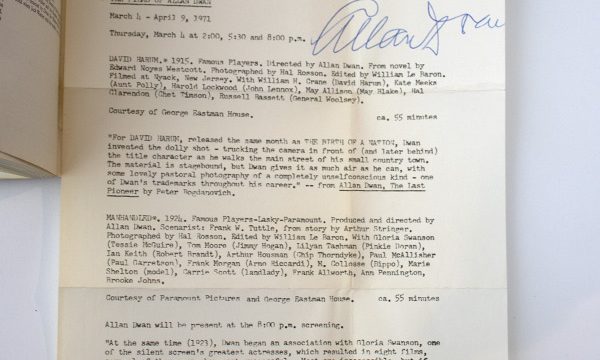 THE FILMS OF ALLAN DWAN
March 4 - April 9, 1971
Thursday, March 4 at 2:00, 5:30 and 8:00 p.m.
Allan Dwan
DAVID HARUM.* 1915. Famous Players. Directed by Allan Dwan. From novel by
Edward Noyes Westcott. Photographed by Hal Rosson. Edited by William Le Baron.
Filmed at Nyack, New Jersey. With William H. Crane (David Harum), Kate Meeks
(Aunt Polly), Harold Lockwood (John Lennox), May Allison (May Blake), Hal
Clarendon (Chet Timson), Russell Bassett (General Woolsey).
Courtesy of George Eastman House. ca. 55 minutes
"For DAVID HARUM, released the same month as THE BIRTH OF A NATION, Dwan
invented the dolly shot - trucking the camera in front of (and later behind)
the title character as he walks the main street of his small country town.
The material is stagebound, but Dwan gives it as much air as he can, with
some lovely pastoral photography of a completely unselfconscious kind - one
of Dwan's trademarks throughout his career." -- from Allan Dwan, The Last
Pioneer by Peter Bogdanovich.
MANHANDLED*. 1924. Famous Players-Lasky-Paramount. Produced and directed by
Allan Dwan. Scenarist: Frank W. Tuttle, from story by Arthur Stringer.
Photographed by Hal Rosson. Edited by William Le Baron. With Gloria Swanson
(Tessie McGuire), Tom Moore (Jimmy Hogan), Lilyan Tashman (Pinkie Doran),
Ian Keith (Robert Brandt), Arthur Housman (Chip Thorndyke), Paul McAllister
(Paul Garretson), Frank Morgan (Arno Riccardi), M. Collosse (Bippo), Marie
Shelton (model), Carrie Scott (landlady), Frank Allworth, Ann Pennington,
Brooke Johns.
Courtesy of Paramount Pictures and George Eastman House. ca. 55 minutes
Allan Dwan will be present at the 8:00 p.m. screening.
"At the same time (1923), Dwan began an association with Gloria Swanson, one
of the silent screen's greatest actresses, which resulted in eight films,